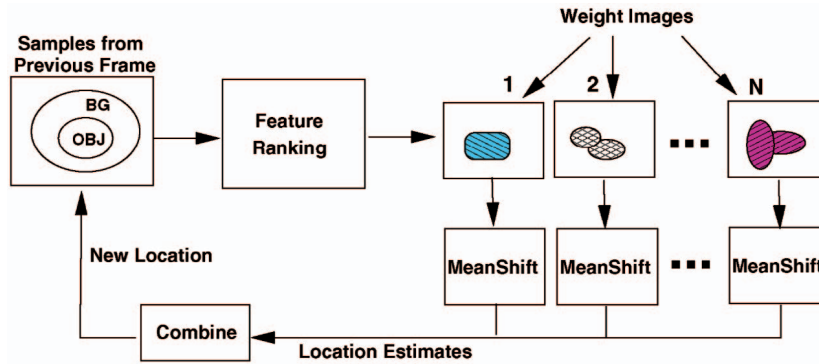 Samples from
Previous Frame
BG
OBJ
Feature
Ranking
Weight Images
1
2
N
MeanShift
MeanShift
MeanShift
New Location
Combine
Location Estimates